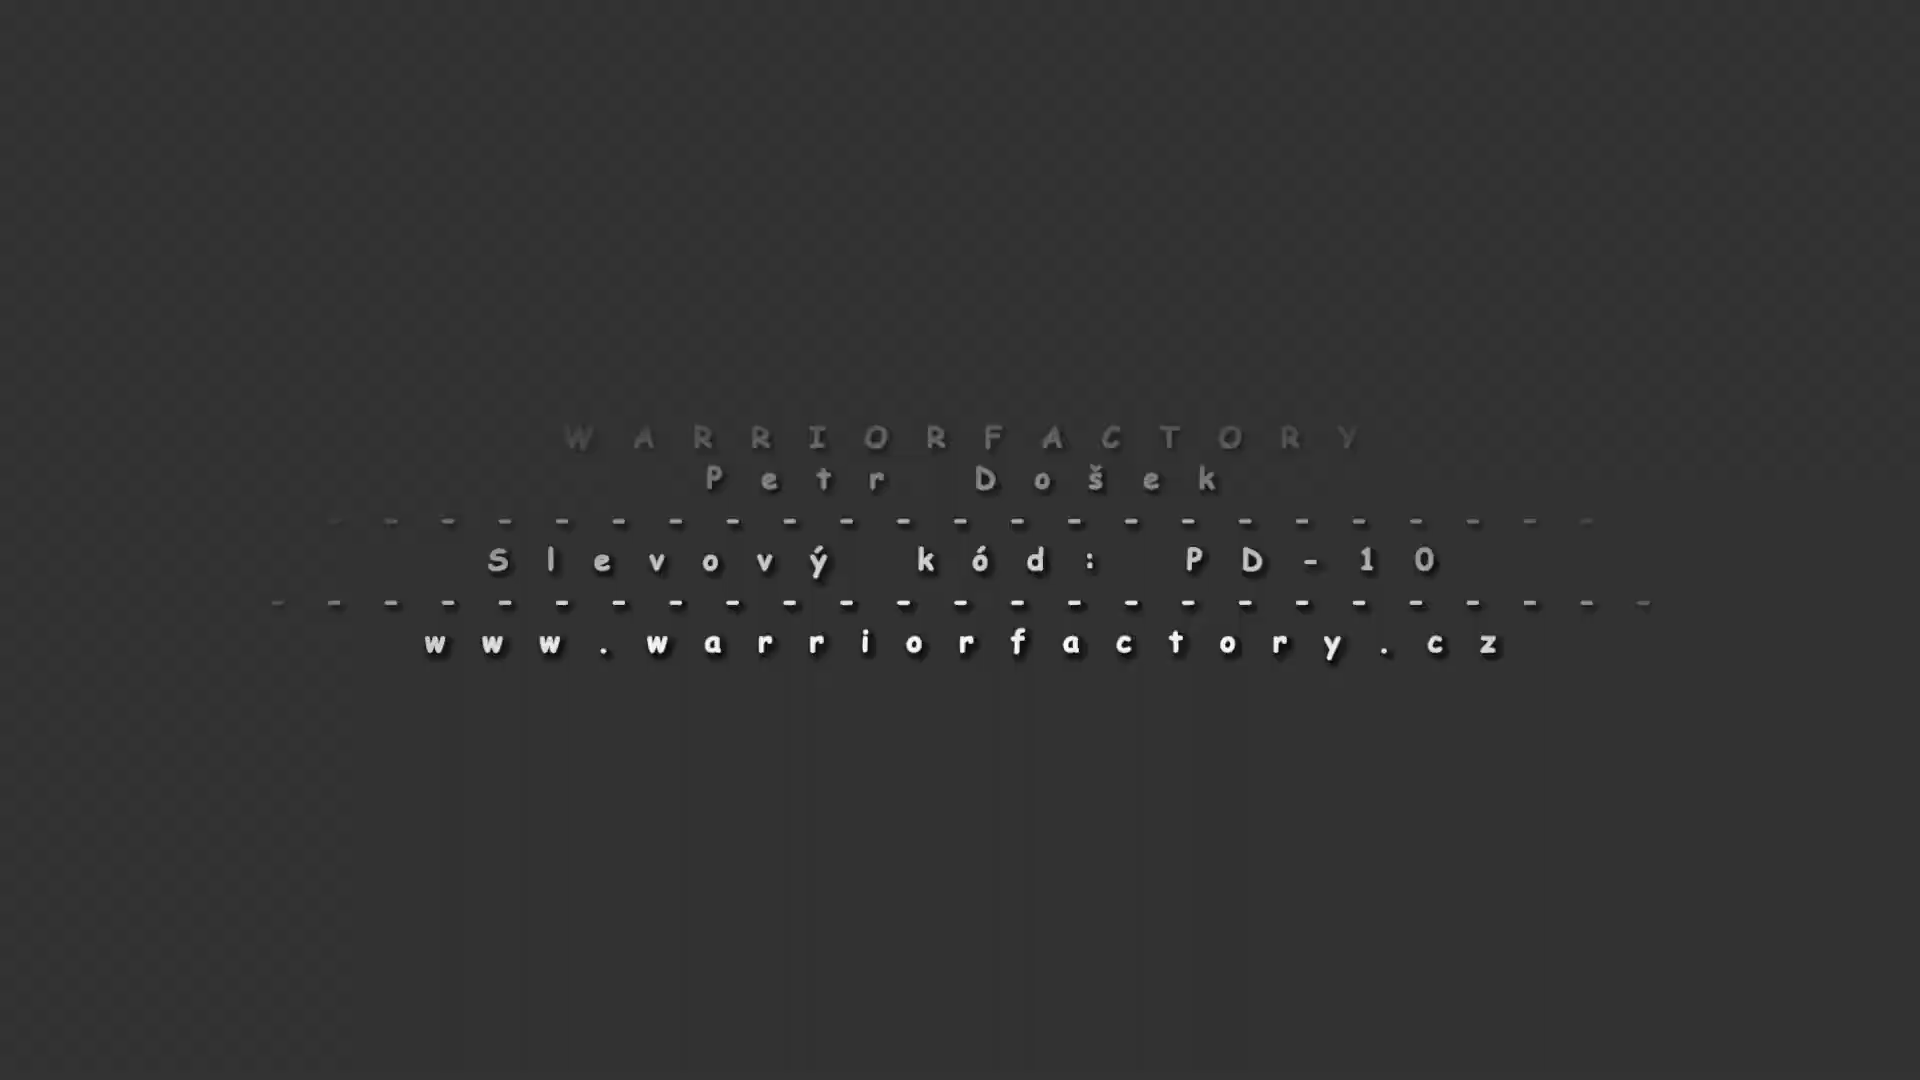 WARRIORFACTORY
Petr Došek
- - - - - - - - - - - - - - - - - - - - - - -
Slevový kód: PD-10
- - - - - - - - - - - - - - - - - - - - - - - - -
www.warriorfactory.cz